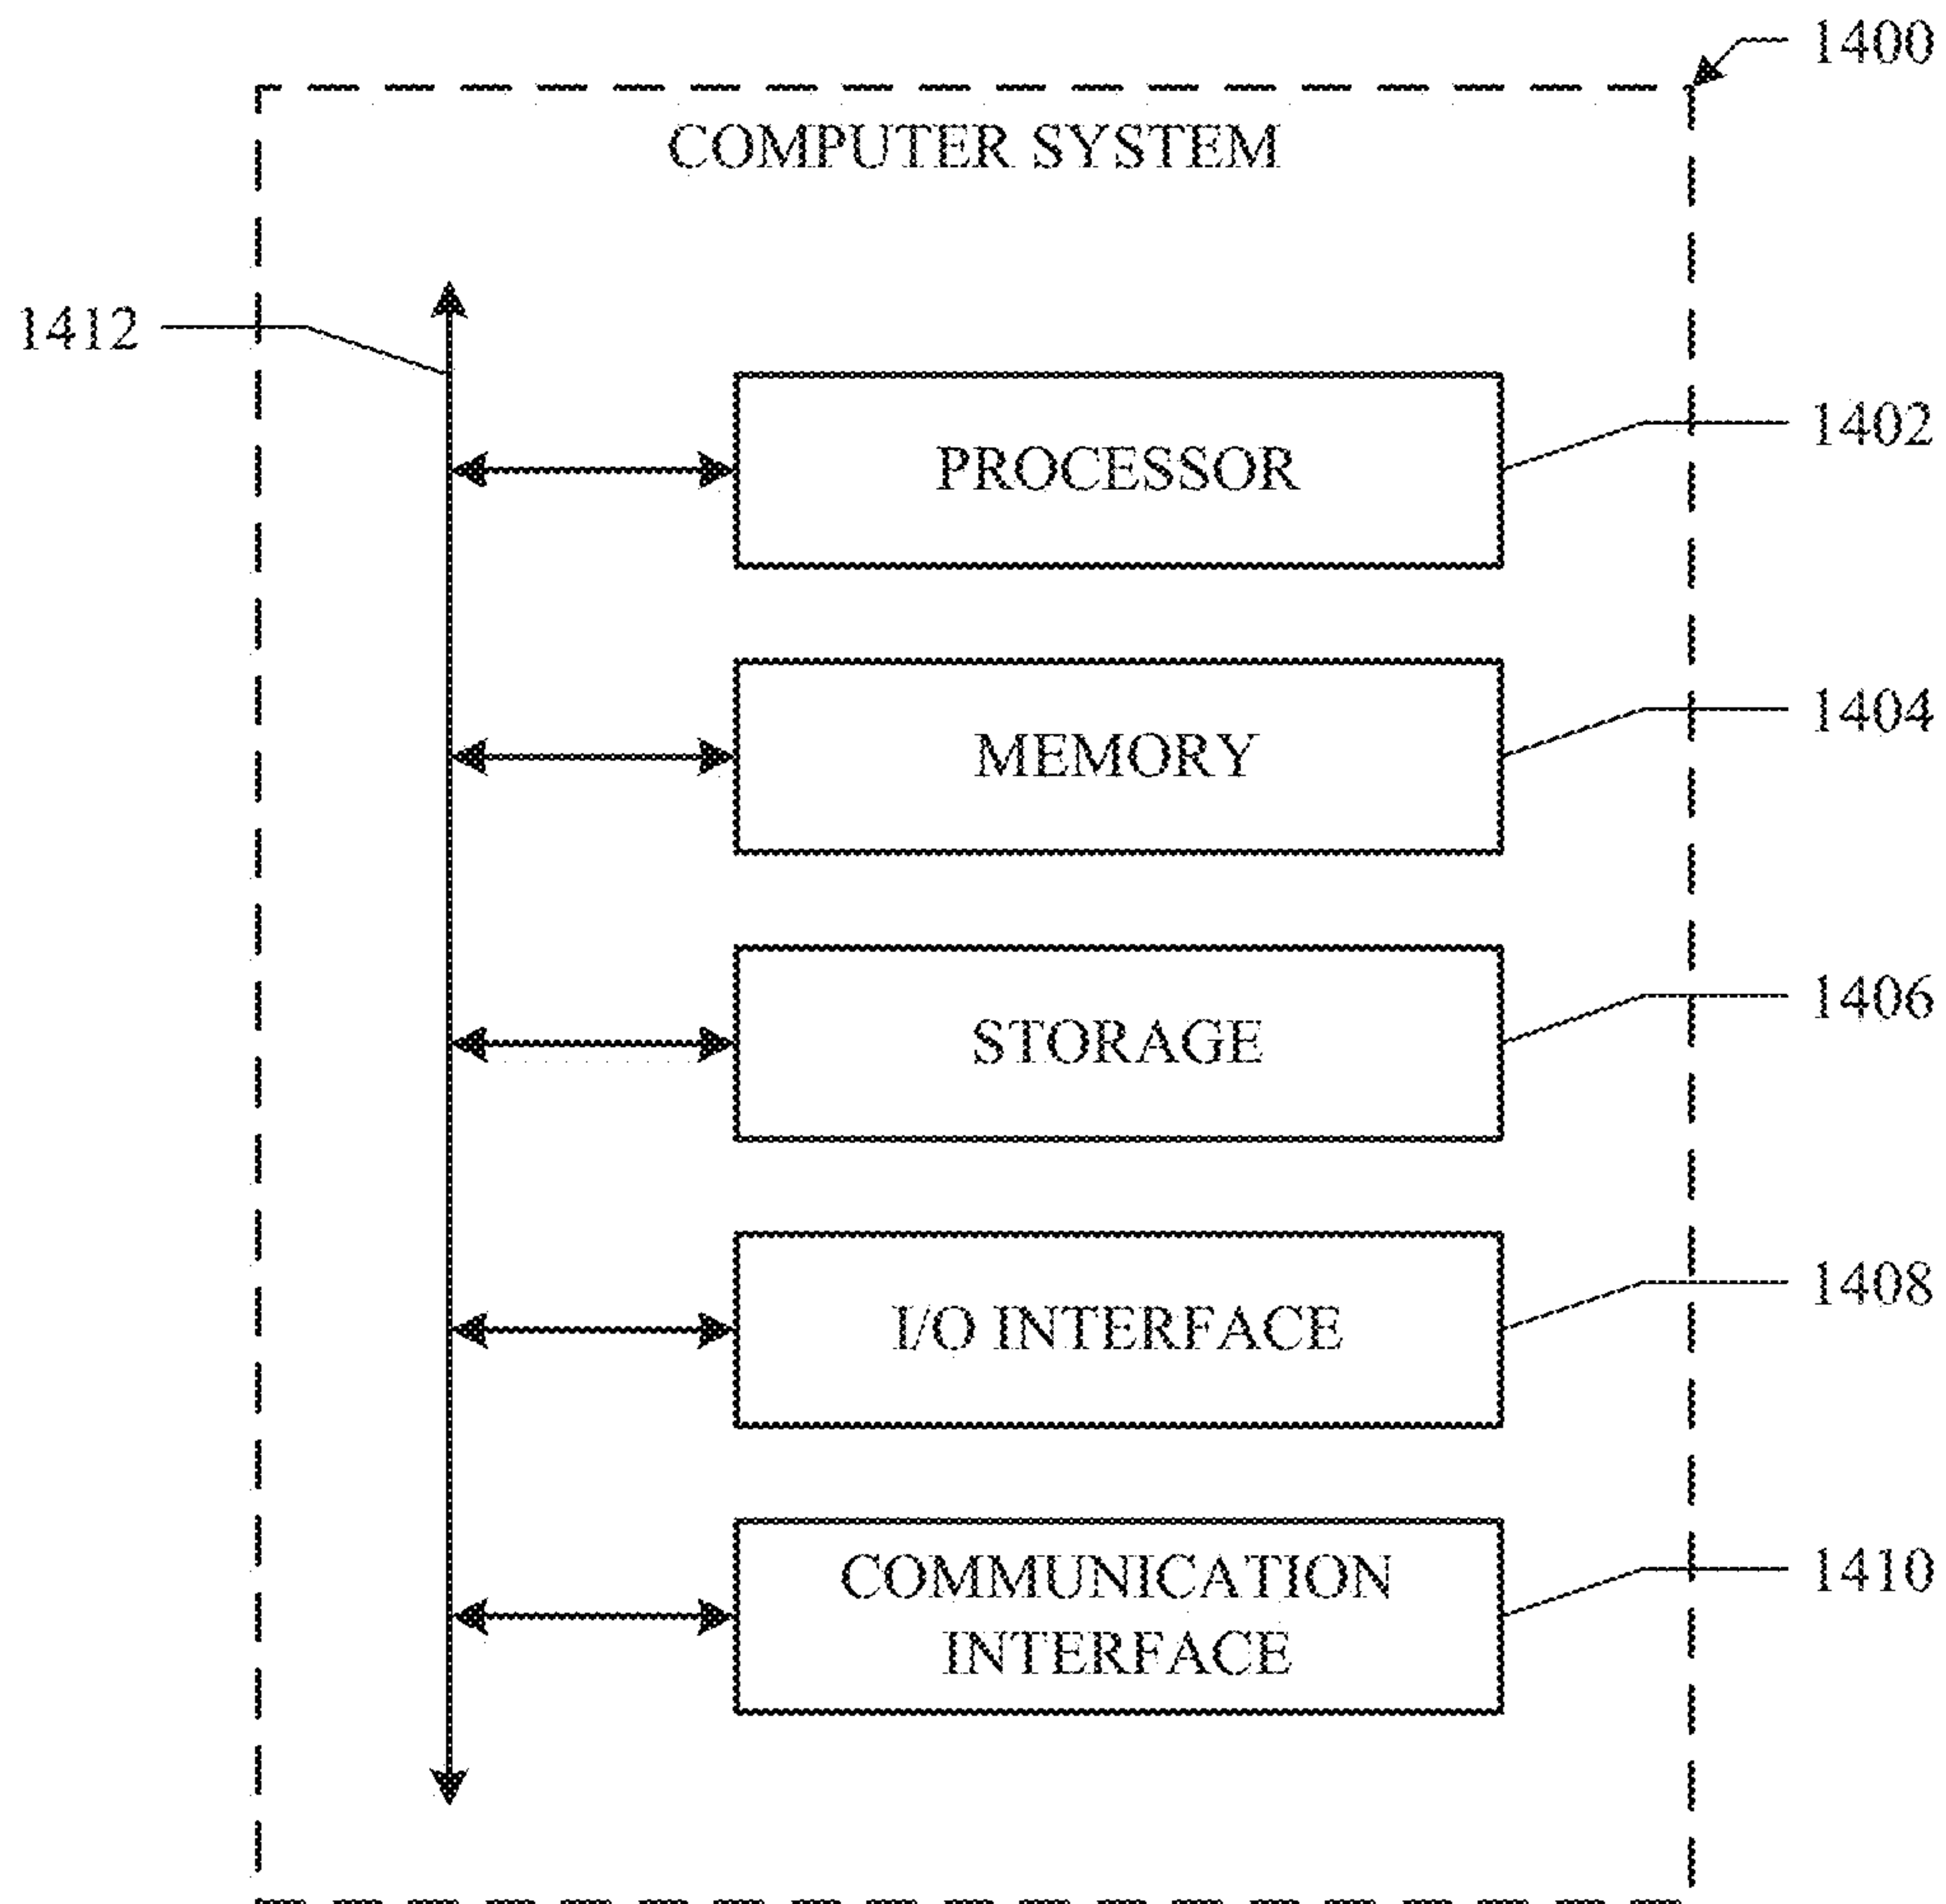 1400
COMPUTER SYSTEM
1412
PROCESSOR
1402
MEMORY
1404
STORAGE
1406
I/O INTERFACE
1408
COMMUNICATION
INTERFACE
1410